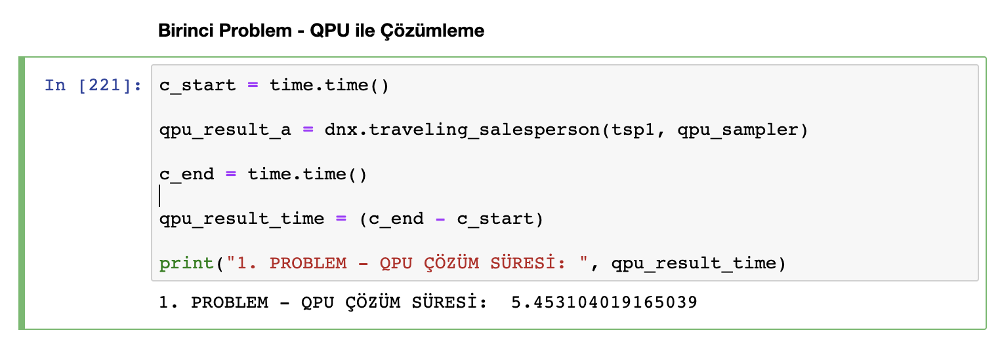 Birinci Problem - QPU ile Çözümleme
In [221]: c_start = time.time()
qpu_result_a = dnx.traveling_salesperson(tsp1, qpu_sampler)
c_end = time.time()
qpu_result_time = (c_end - c_start)
print("1. PROBLEM - QPU ÇÖZÜM SÜRESİ: ", qpu_result_time)
1. PROBLEM - QPU ÇÖZÜM SÜRESİ:  5.453104019165039